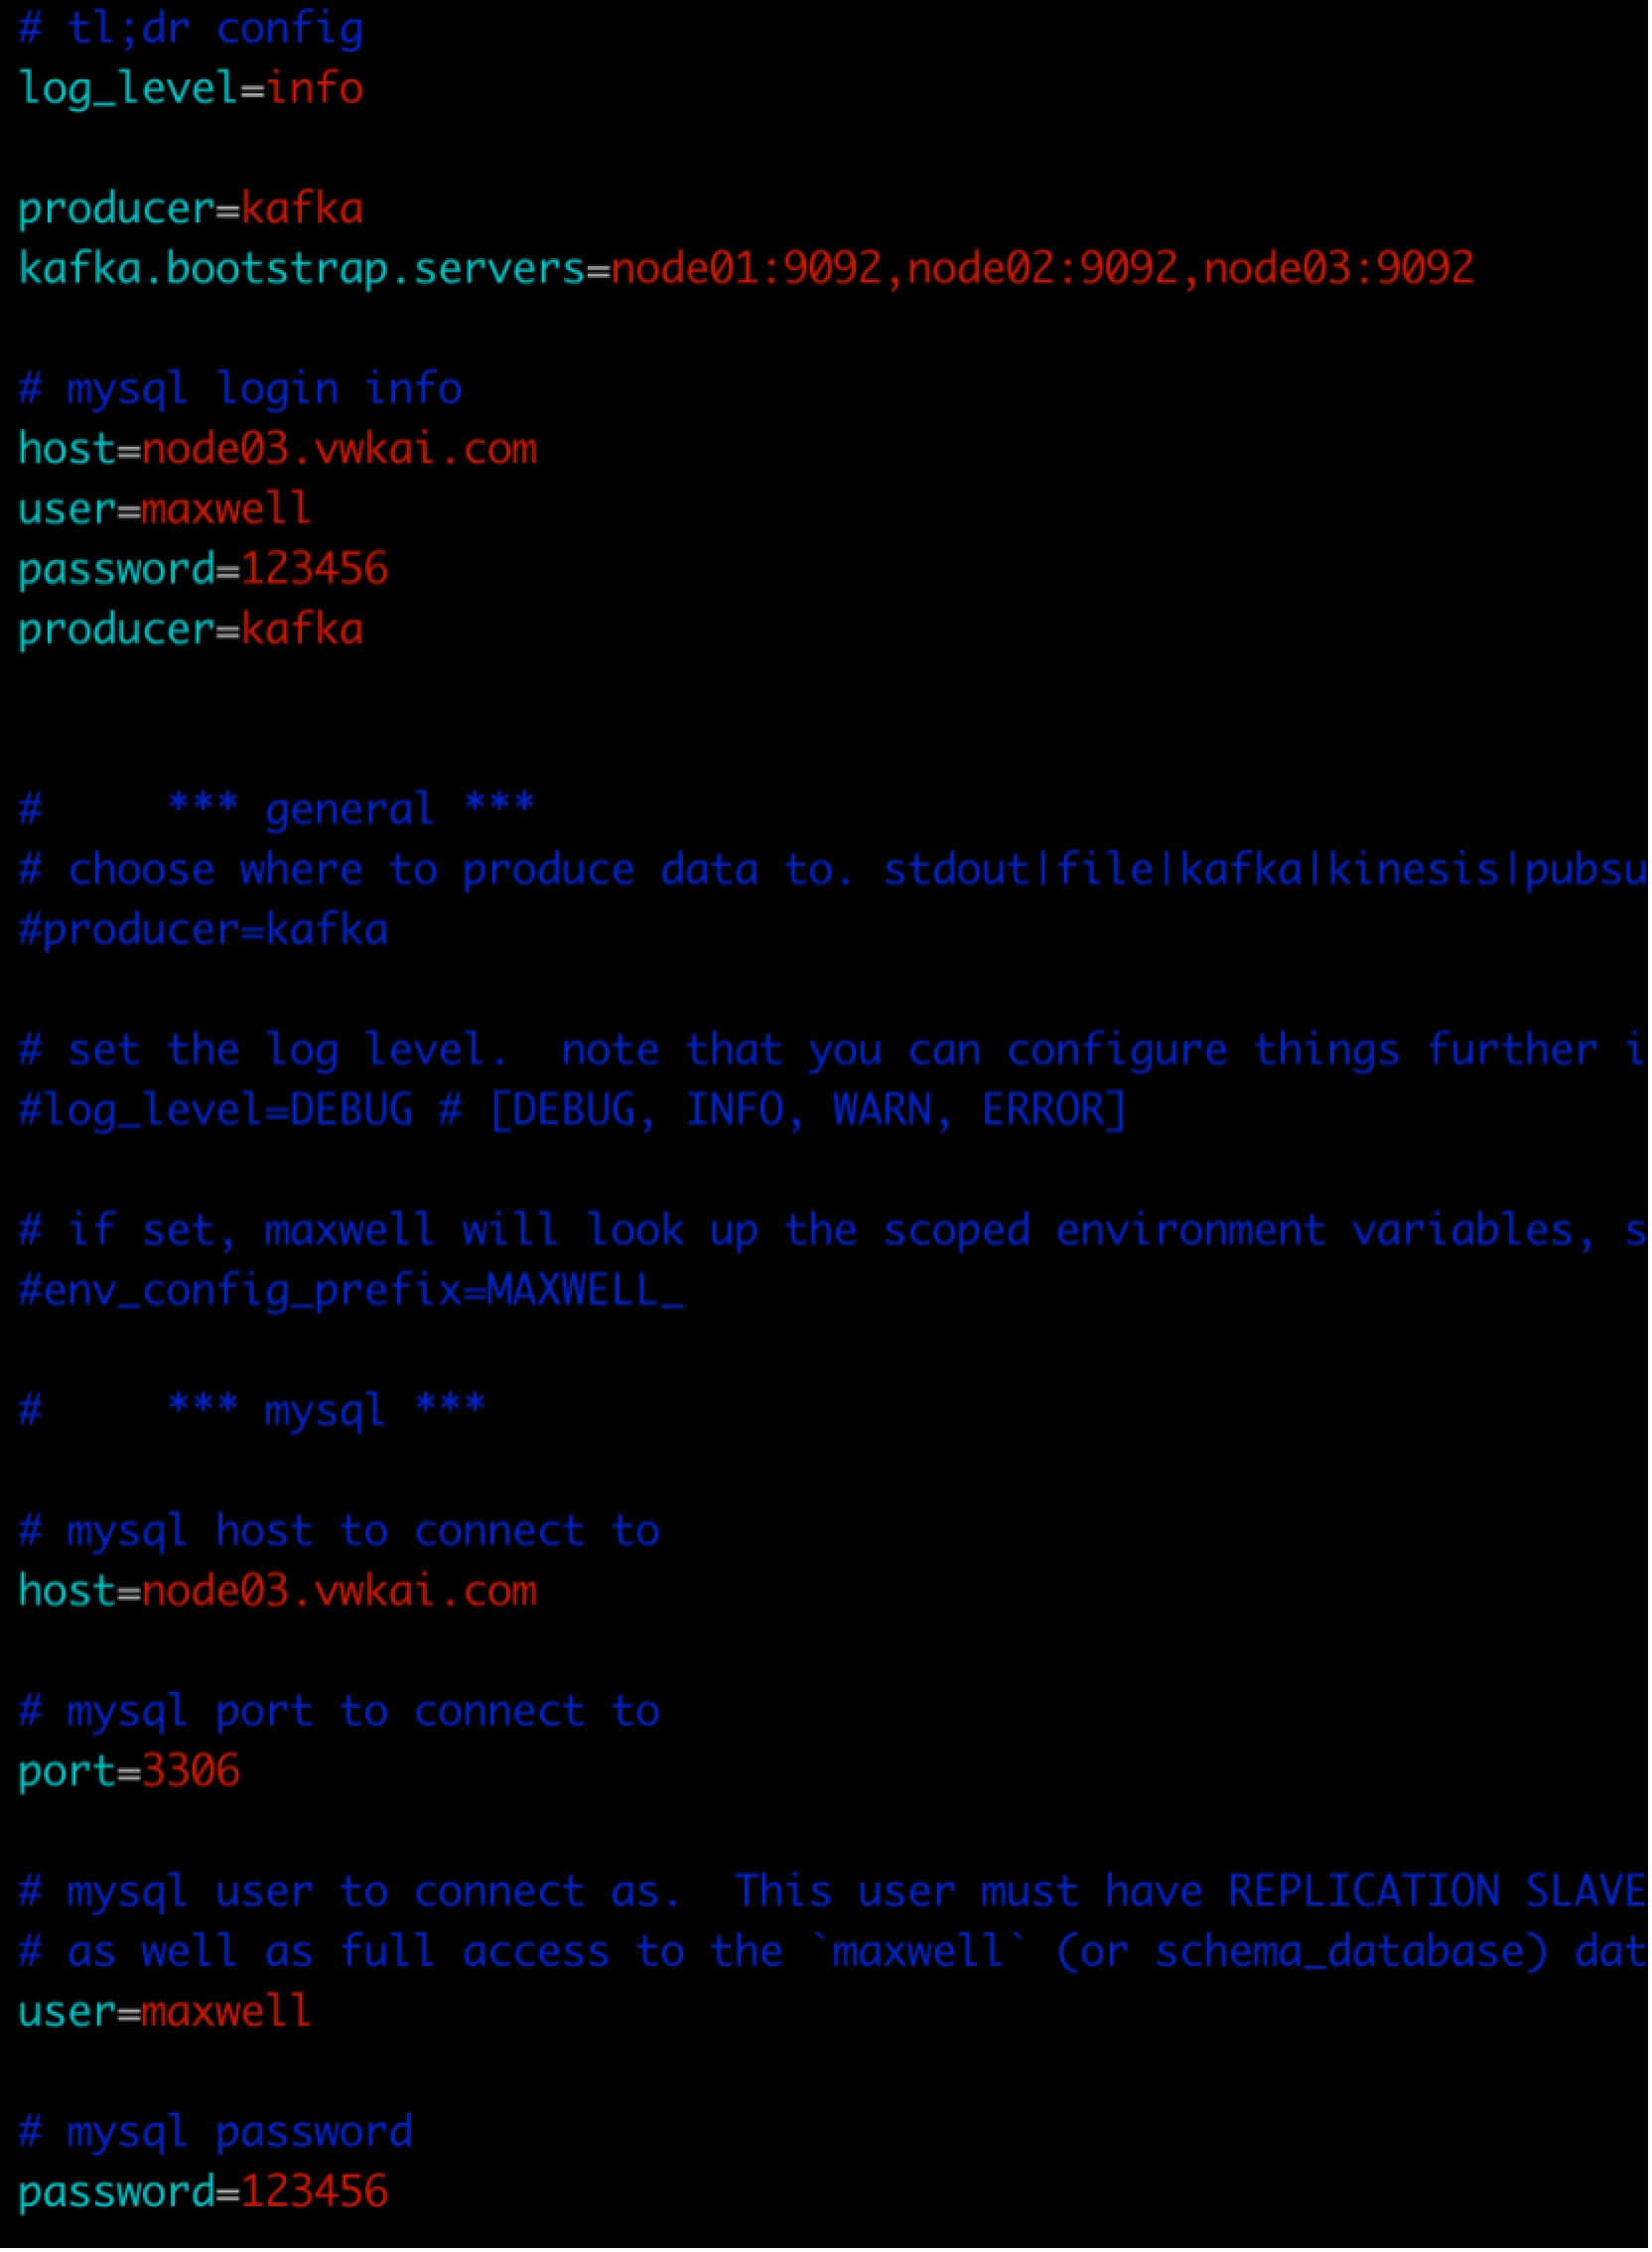 # tl;dr config
log_level=info
producer=kafka
kafka.bootstrap.servers=node01:9092,node02:9092,node03:9092
# mysql login info
host=node03.vwkai.com
user=maxwell
password=123456
producer=kafka
#     *** general ***
# choose where to produce data to. stdout|file|kafka|kinesis|pubsu
#producer=kafka
# set the log level.  note that you can configure things further i
#log_level=DEBUG # [DEBUG, INFO, WARN, ERROR]
# if set, maxwell will look up the scoped environment variables, s
#env_config_prefix=MAXWELL_
#     *** mysql ***
# mysql host to connect to
host=node03.vwkai.com
# mysql port to connect to
port=3306
# mysql user to connect as.  This user must have REPLICATION SLAVE
# as well as full access to the `maxwell` (or schema_database) dat
user=maxwell
# mysql password
password=123456